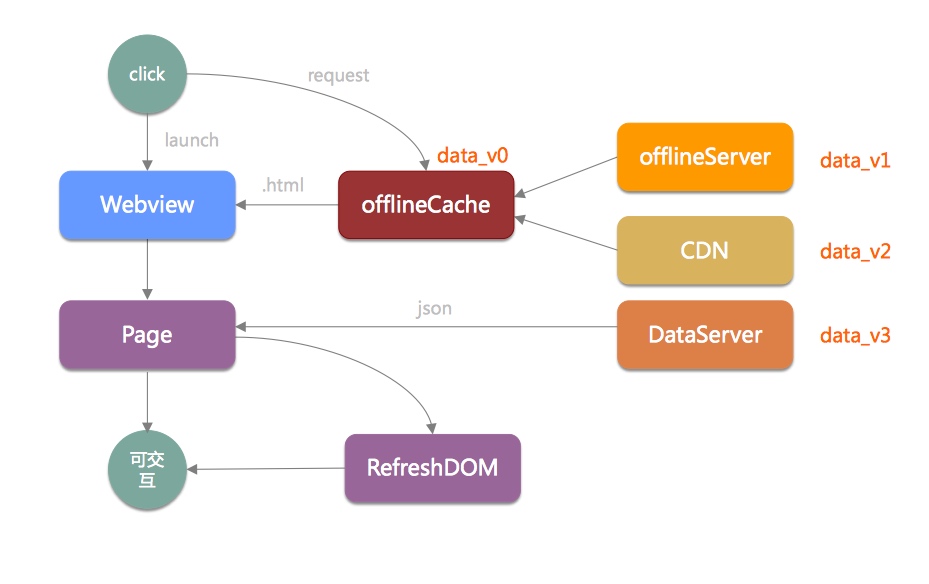 click
request
launch
data_v0
offlineServer
data_v1
.html
Webview
offlineCache
CDN
data_v2
json
Page
DataServer
data_v3
可交
互
RefreshDOM